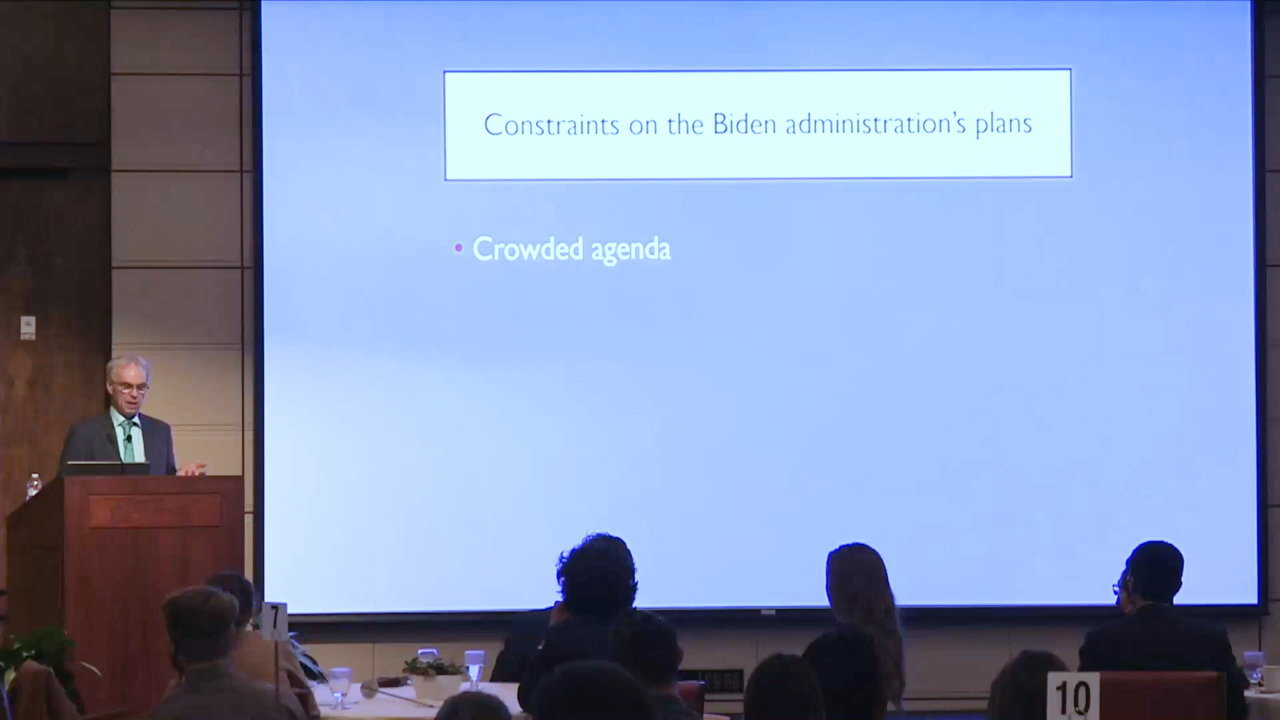 Constraints on the Biden administration's plans
• Crowded agenda
7
10